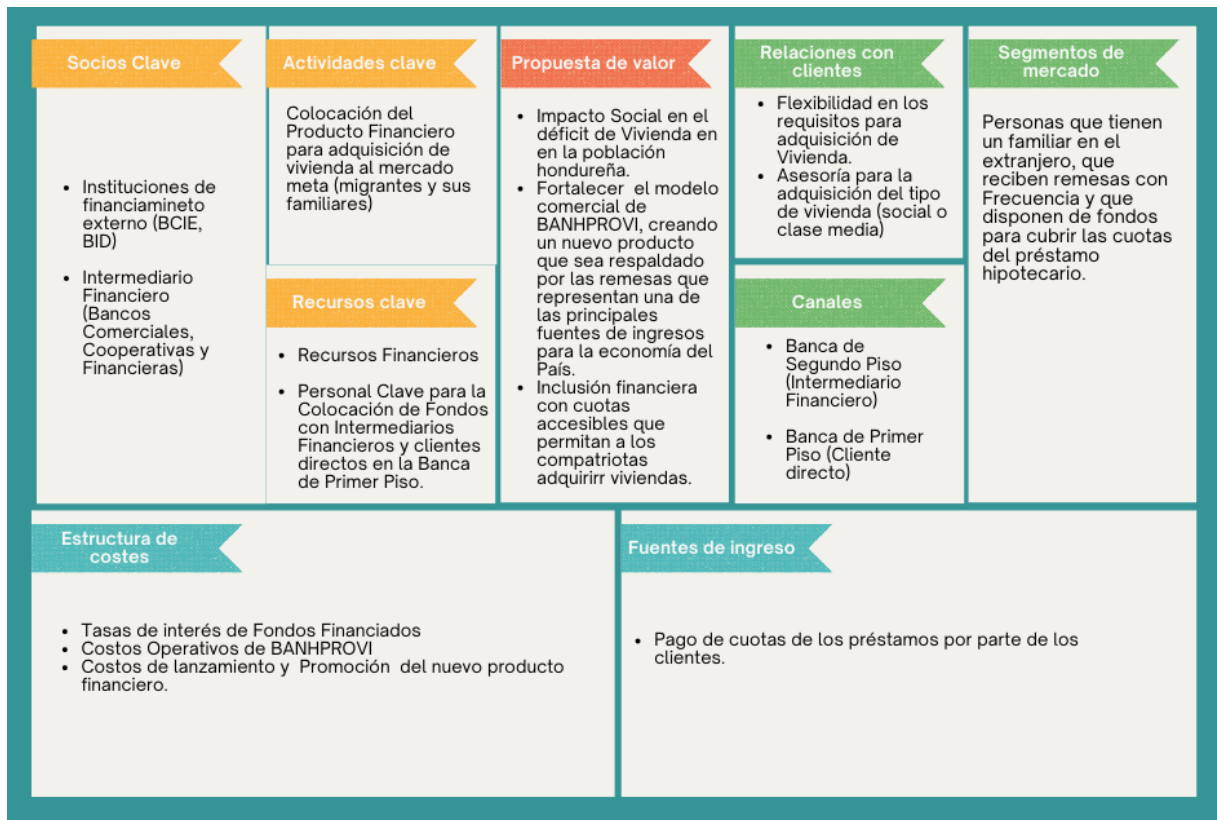 Socios Clave
• Instituciones de
financiamineto
externo (BCIE,
BID)
• Intermediario
Financiero
(Bancos
Comerciales,
Cooperativas y
Financieras)
Actividades clave
Colocación del
Producto Financiero
para adquisición de
vivienda al mercado
meta (migrantes y sus
familiares)
Recursos clave
• Recursos Financieros
• Personal Clave para la
Colocación de Fondos
con Intermediarios
Financieros y clientes
directos en la Banca
de Primer Piso.
Propuesta de valor
• Impacto Social en el
déficit de Vivienda en
en la población
hondureña.
• Fortalecer el modelo
comercial de
BANHPROVI, creando
un nuevo producto
que sea respaldado
por las remesas que
representan una de
las principales
fuentes de ingresos
para la economía del
País.
• Inclusión financiera
con cuotas
accesibles que
permitan a los
compatriotas
adquirirr viviendas.
Relaciones con
clientes
• Flexibilidad en los
requisitos para
adquisición de
Vivienda.
• Asesoría para la
adquisición del tipo
de vivienda (social o
clase media)
Canales
• Banca de
Segundo Piso
(Intermediario
Financiero)
• Banca de Primer
Piso (Cliente
directo)
Segmentos de
mercado
Personas que tienen
un familiar en el
extranjero, que
reciben remesas con
Frecuencia y que
disponen de fondos
para cubrir las cuotas
del préstamo
hipotecario.
Estructura de
costes
• Tasas de interés de Fondos Financiados
• Costos Operativos de BANHPROVI
• Costos de lanzamiento y Promoción del nuevo producto
financiero.
Fuentes de ingreso
• Pago de cuotas de los préstamos por parte de los
clientes.